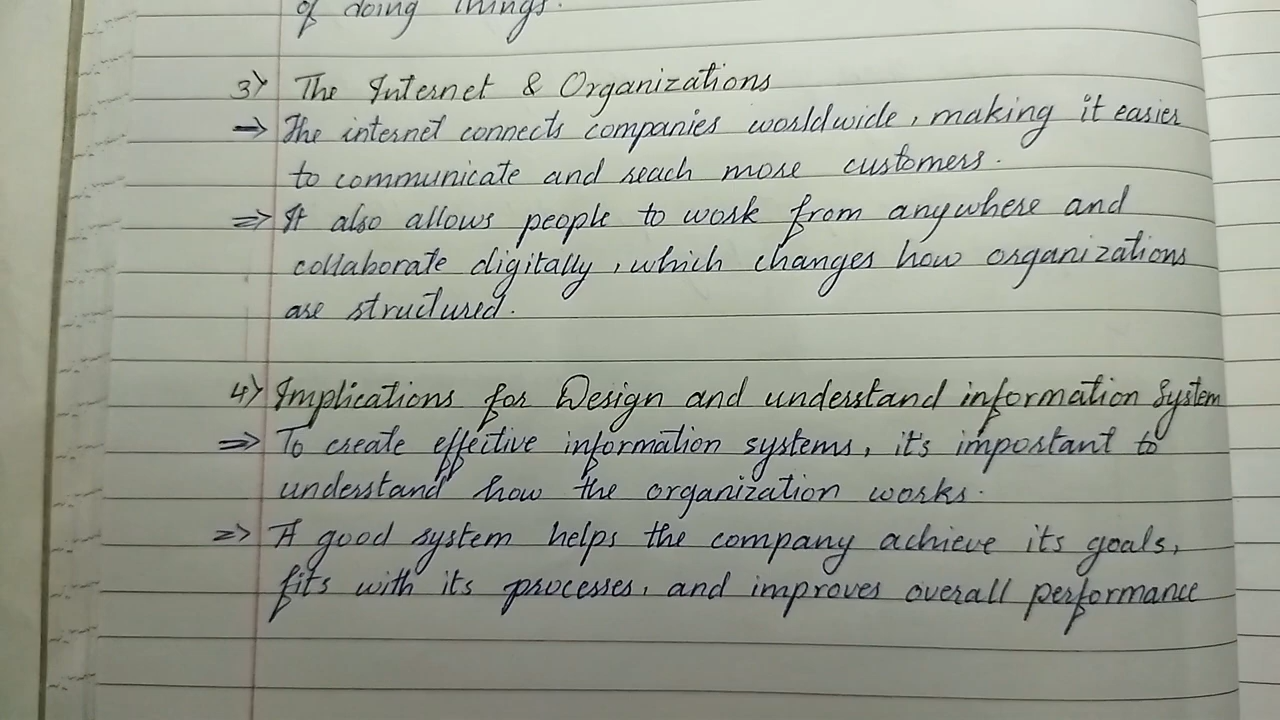 of doing things.
3) The Internet & Organizations
→ The internet connects companies worldwide, making it easier
to communicate and reach more customers.
⇒ It also allows people to work from anywhere and
collaborate digitally, which changes how organizations
are structured.
4) Implications for Design and understand information System
⇒ To create effective information systems, it's important to
understand how the organization works.
⇒ A good system helps the company achieve its goals,
fits with its processes, and improves overall performance